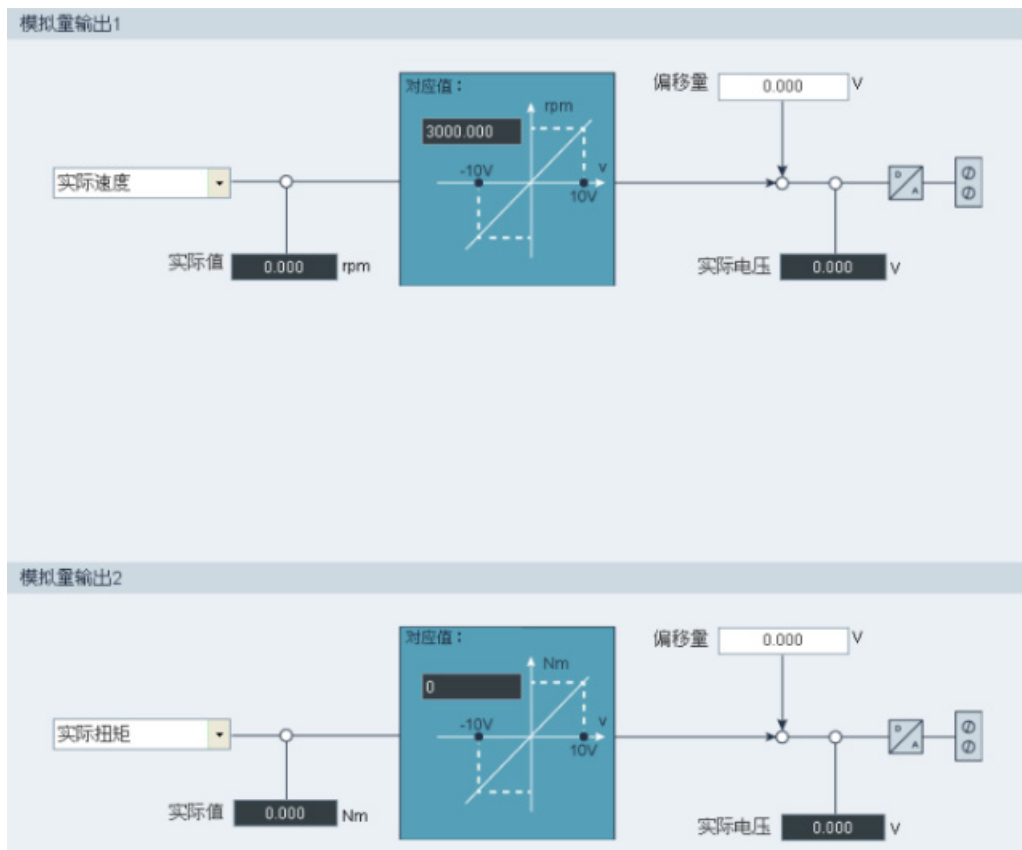 模拟量输出1
对应值：
偏移量 0.000 V
rpm
3000.000
-10V v
实际速度
10V
D
A
实际值 0.000 rpm
实际电压 0.000 V
模拟量输出2
对应值：
偏移量 0.000 V
Nm
0
-10V v
实际扭矩
10V
D
A
实际值 0.000 Nm
实际电压 0.000 V